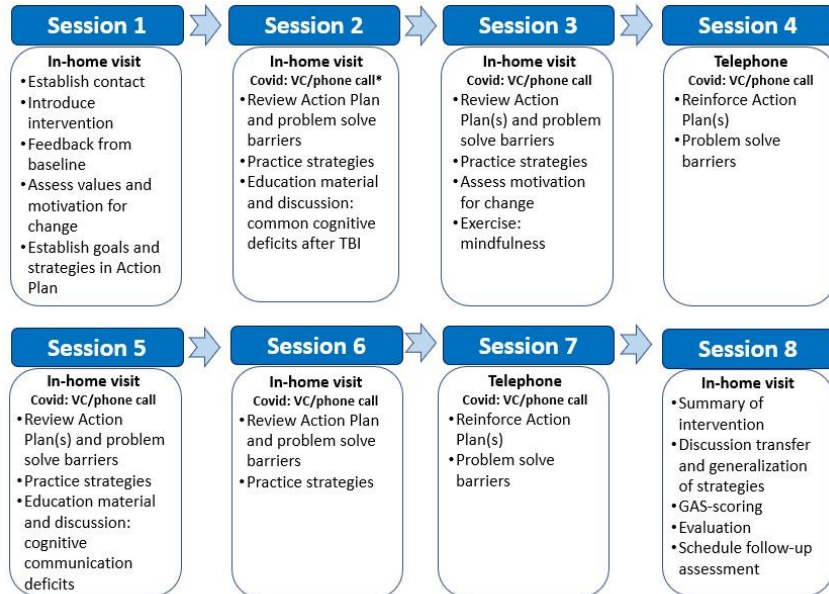 Session 1
In-home visit
•Establish contact
•Introduce
intervention
•Feedback from
baseline
•Assess values and
motivation for
change
•Establish goals and
strategies in Action
Plan
Session 2
In-home visit
Covid: VC/phone call*
•Review Action Plan
and problem solve
barriers
•Practice strategies
•Education material
and discussion:
common cognitive
deficits after TBI
Session 3
In-home visit
Covid: VC/phone call
•Review Action
Plan(s) and problem
solve barriers
•Practice strategies
•Assess motivation
for change
•Exercise:
mindfulness
Session 4
Telephone
Covid: VC/phone call
•Reinforce Action
Plan(s)
•Problem solve
barriers
Session 5
In-home visit
Covid: VC/phone call
•Review Action
Plan(s) and problem
solve barriers
•Practice strategies
•Education material
and discussion:
cognitive
communication
deficits
Session 6
In-home visit
Covid: VC/phone call
•Review Action Plan
and problem solve
barriers
•Practice strategies
Session 7
Telephone
Covid: VC/phone call
•Reinforce Action
Plan(s)
•Problem solve
barriers
Session 8
In-home visit
•Summary of
intervention
•Discussion transfer
and generalization
of strategies
•GAS-scoring
•Evaluation
•Schedule follow-up
assessment